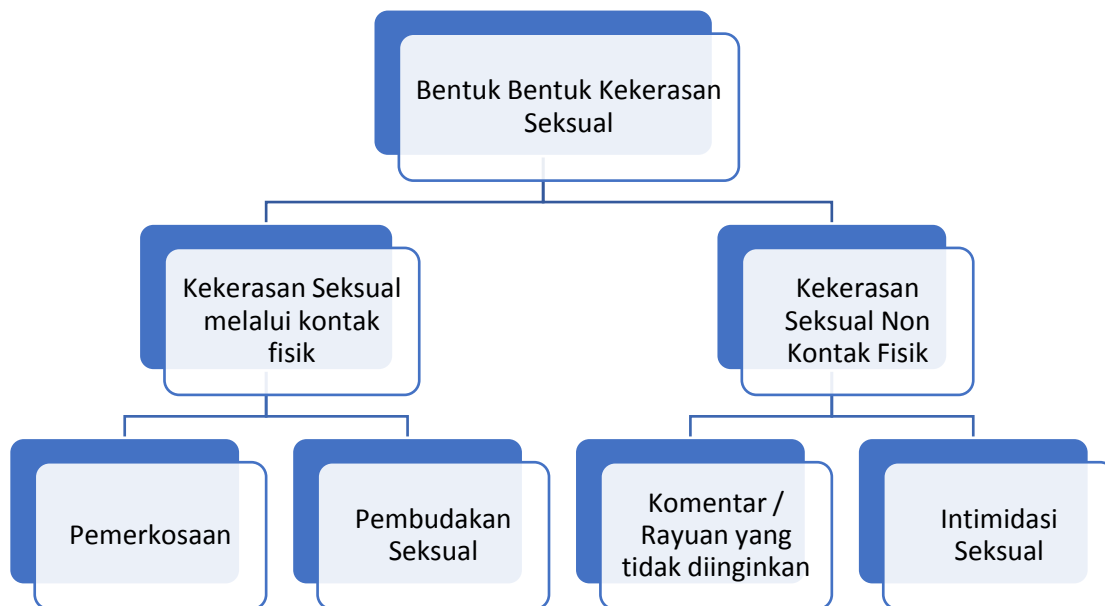 Bentuk Bentuk Kekerasan
Seksual
Kekerasan Seksual
melalui kontak
fisik
Kekerasan
Seksual Non
Kontak Fisik
Pemerkosaan
Pembudakan
Seksual
Komentar /
Rayuan yang
tidak diinginkan
Intimidasi
Seksual